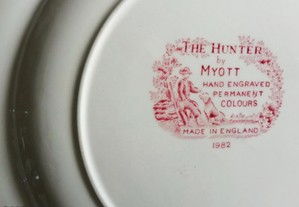 THE HUNTER
by
MYOTT
HAND ENGRAVED
PERMANENT
COLOURS
MADE IN ENGLAND
1982